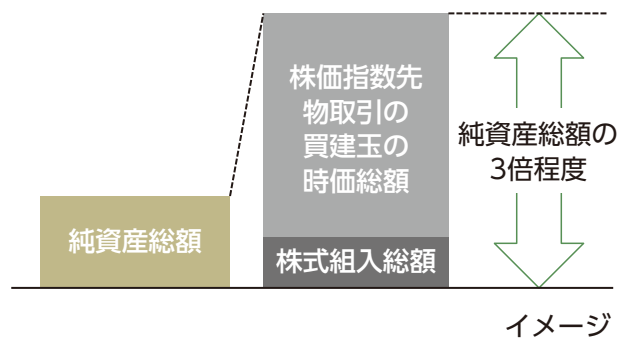 株価指数先
物取引の
買建玉の
時価総額
純資産総額の
3倍程度
純資産総額
株式組入総額
イメージ